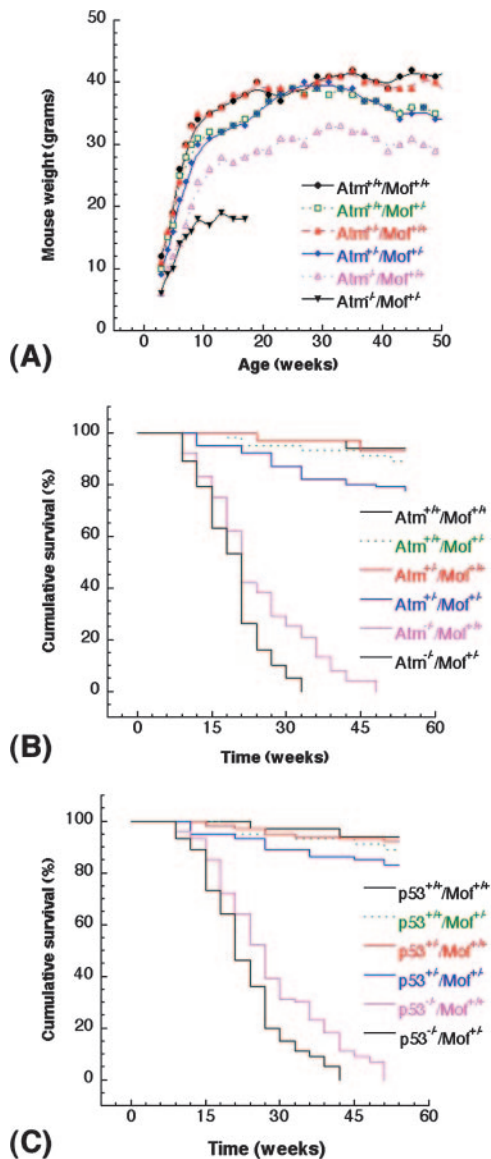 50
40
30
20
10
0
Mouse weight (grams)
Atm+/+/Mof+/+
Atm+/+/Mof+/-
Atm+/-/Mof+/+
Atm+/-/Mof+/-
Atm-/-/Mof+/+
Atm-/-/Mof+/-
0 10 20 30 40 50
Age (weeks)
(A)
100
80
60
40
20
0
Cumulative survival (%)
Atm+/+/Mof+/+
Atm+/+/Mof+/-
Atm+/-/Mof+/+
Atm+/-/Mof+/-
Atm-/-/Mof+/+
Atm-/-/Mof+/-
0 15 30 45 60
Time (weeks)
(B)
100
80
60
40
20
0
Cumulative survival (%)
p53+/+/Mof+/+
p53+/+/Mof+/-
p53+/-/Mof+/+
p53+/-/Mof+/-
p53-/-/Mof+/+
p53-/-/Mof+/-
0 15 30 45 60
Time (weeks)
(C)